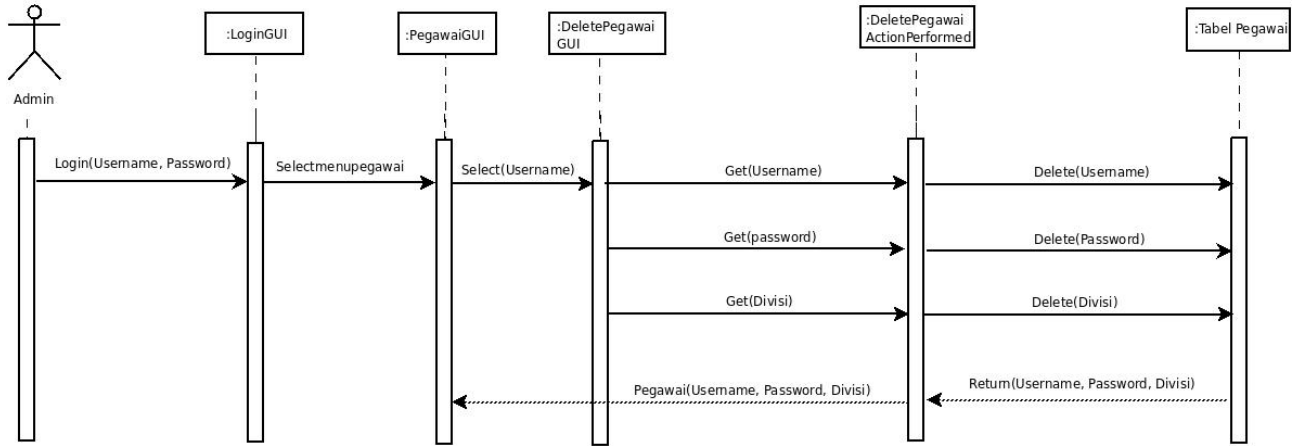 :LoginGUI
:PegawaiGUI
:DeletePegawai
GUI
:DeletePegawai
ActionPerformed
:Tabel Pegawai
Admin
Login(Username, Password)
Selectmenupegawai
Select(Username)
Get(Username)
Delete(Username)
Get(password)
Delete(Password)
Get(Divisi)
Delete(Divisi)
Pegawai(Username, Password, Divisi)
Return(Username, Password, Divisi)